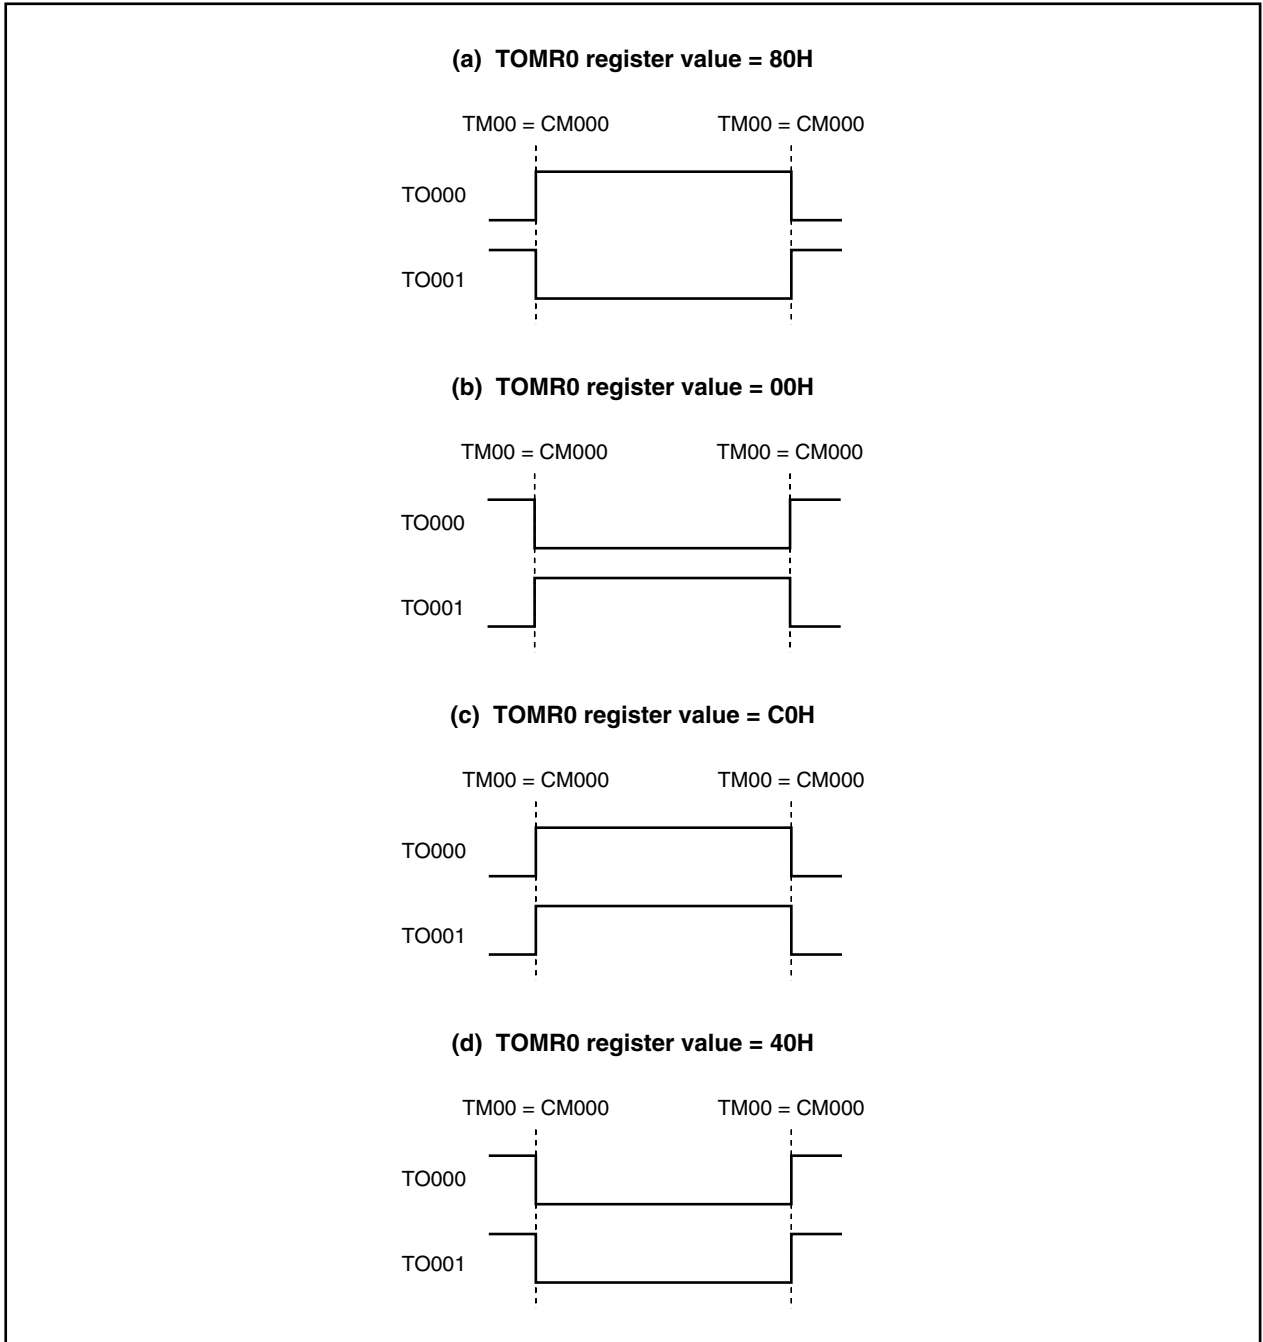 (a) TOMR0 register value = 80H
TM00 = CM000 TM00 = CM000
TO000
TO001
(b) TOMR0 register value = 00H
TM00 = CM000 TM00 = CM000
TO000
TO001
(c) TOMR0 register value = C0H
TM00 = CM000 TM00 = CM000
TO000
TO001
(d) TOMR0 register value = 40H
TM00 = CM000 TM00 = CM000
TO000
TO001